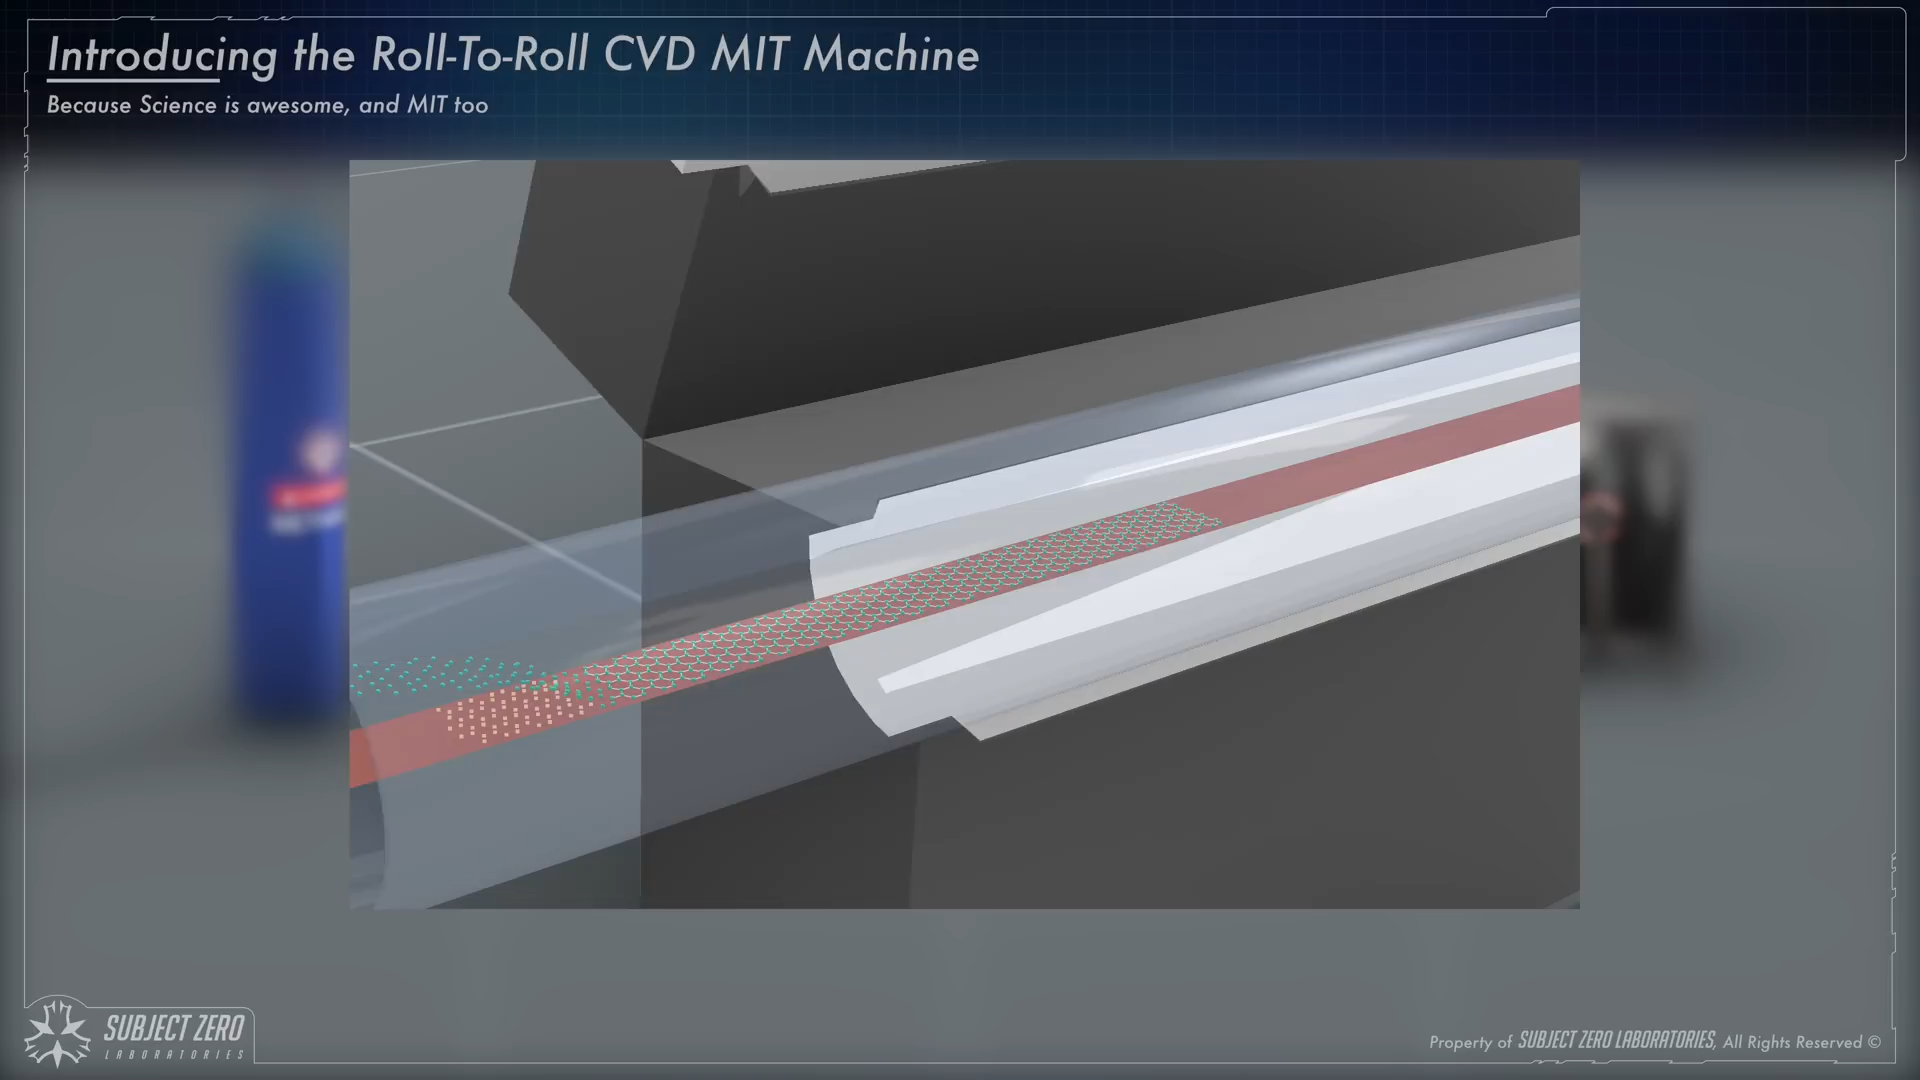 Introducing the Roll-To-Roll CVD MIT Machine
Because Science is awesome, and MIT too
SUBJECT ZERO
LABORATORIES
Property of SUBJECT ZERO LABORATORIES, All Rights Reserved ©